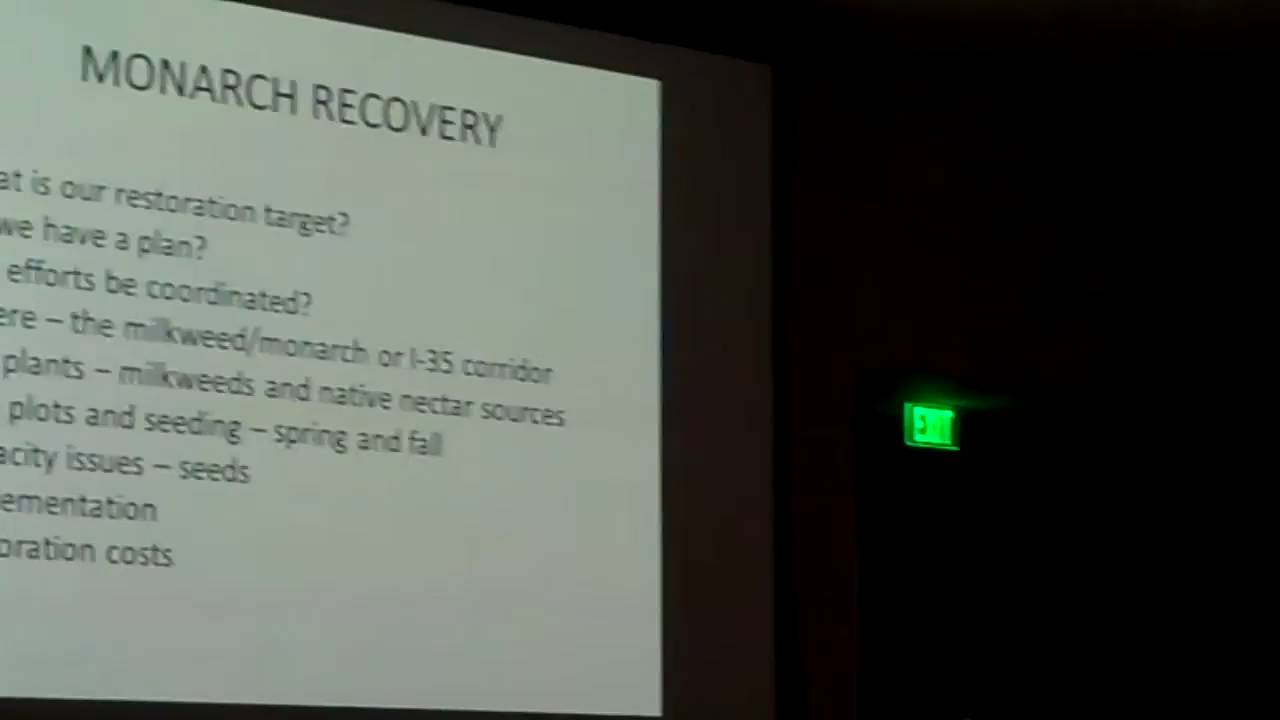 MONARCH RECOVERY
at is our restoration target?
we have a plan?
efforts be coordinated?
ere – the milkweed/monarch or I-35 corridor
plants – milkweeds and native nectar sources
plots and seeding – spring and fall
acity issues – seeds
ementation
oration costs